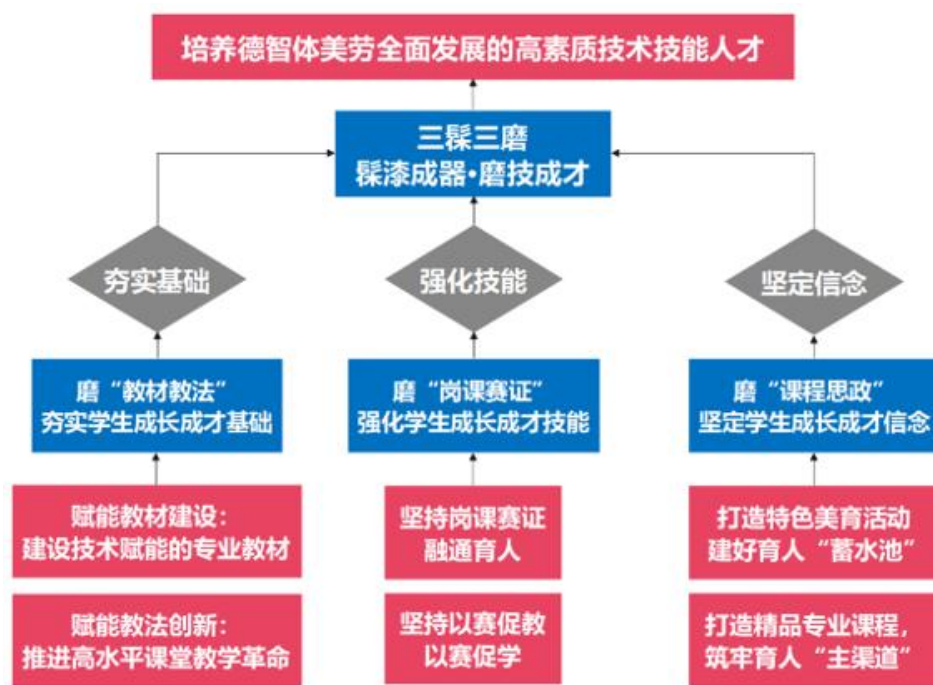 培养德智体美劳全面发展的高素质技术技能人才
三髹三磨
髹漆成器·磨技成才
夯实基础
强化技能
坚定信念
磨“教材教法”
夯实学生成长成才基础
磨“岗课赛证”
强化学生成长成才技能
磨“课程思政”
坚定学生成长成才信念
赋能教材建设：
建设技术赋能的专业教材
坚持岗课赛证
融通育人
打造特色美育活动
建好育人“蓄水池”
赋能教法创新：
推进高水平课堂教学革命
坚持以赛促教
以赛促学
打造精品专业课程，
筑牢育人“主渠道”